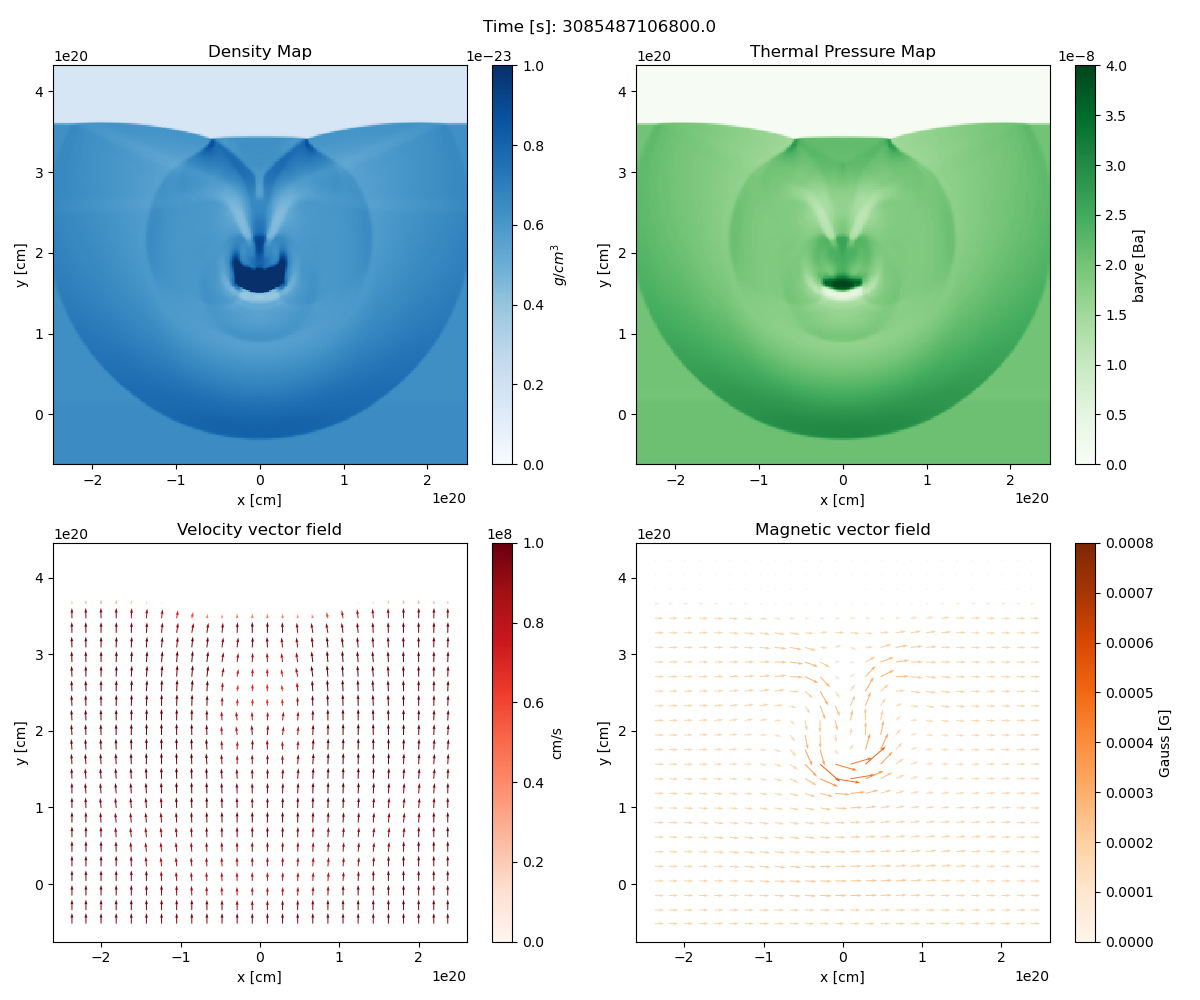 Time [s]: 3085487106800.0
1e20 Density Map 1e−23
4
3
2
1
0
y [cm]
−2 −1 0 1 2
x [cm] 1e20
1.0
0.8
0.6
0.4
0.2
0.0
g/cm³
1e20 Thermal Pressure Map 1e−8
4
3
2
1
0
y [cm]
−2 −1 0 1 2
x [cm] 1e20
4.0
3.5
3.0
2.5
2.0
1.5
1.0
0.5
0.0
barye [Ba]
1e20 Velocity vector field 1e8
4
3
2
1
0
y [cm]
−2 −1 0 1 2
x [cm] 1e20
1.0
0.8
0.6
0.4
0.2
0.0
cm/s
1e20 Magnetic vector field
4
3
2
1
0
y [cm]
−2 −1 0 1 2
x [cm] 1e20
0.0008
0.0007
0.0006
0.0005
0.0004
0.0003
0.0002
0.0001
0.0000
Gauss [G]